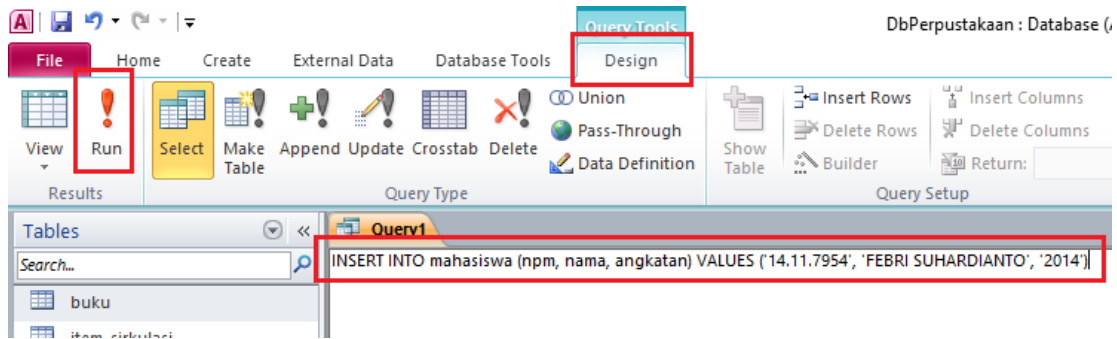 A
Query Tools
DbPerpustakaan : Database (
File Home Create External Data Database Tools Design
View
Run
Select
Make Table
Append Update Crosstab Delete
Union
Pass-Through
Data Definition
Show Table
Insert Rows
Delete Rows
Builder
Insert Columns
Delete Columns
Return:
Results Query Type Query Setup
Tables
Query1
Search...
INSERT INTO mahasiswa (npm, nama, angkatan) VALUES ('14.11.7954', 'FEBRI SUHARDIANTO', '2014')
buku
item_sirkulasi